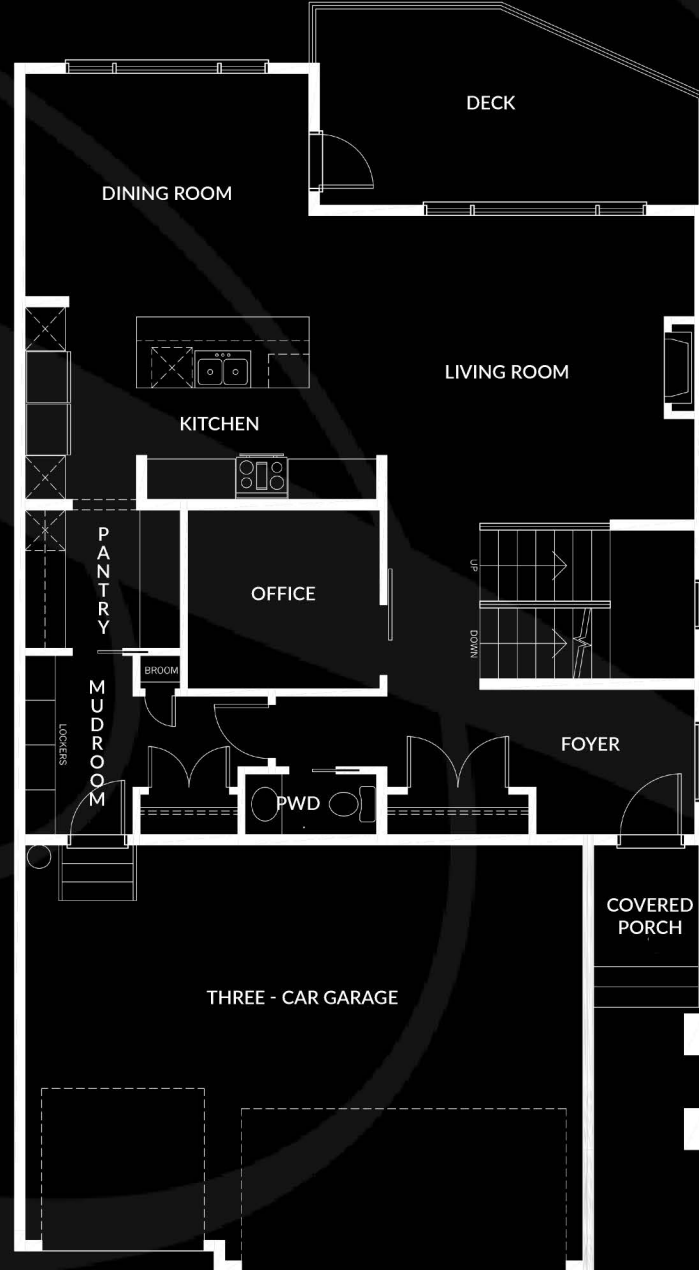 DECK
DINING ROOM
LIVING ROOM
KITCHEN
PANTRY
OFFICE
UP
DOWN
BROOM
MUDROOM
LOCKERS
FOYER
PWD
COVERED
PORCH
THREE - CAR GARAGE